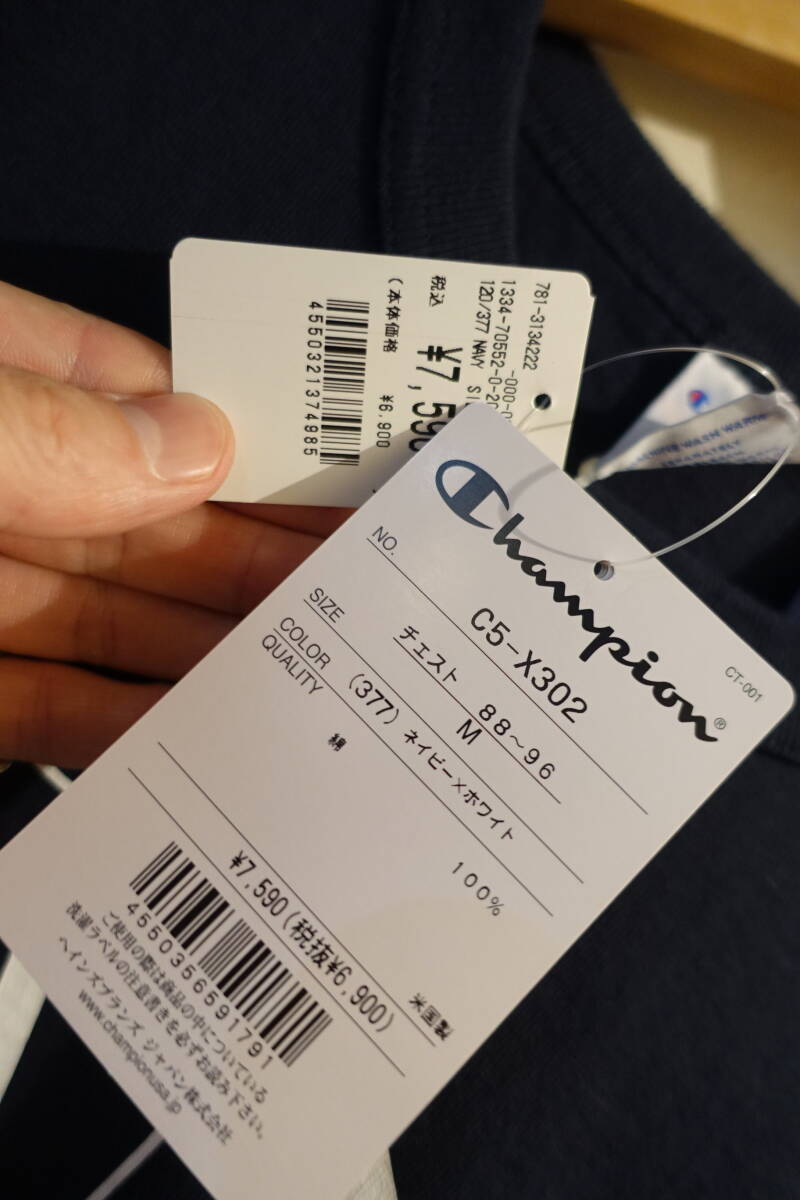 781-3134222
1334-70552-0-20
-000-0
120/377 NAVY
税込 ¥7,590
(本体価格 ¥6,900
4550321374985
Champion®
CT-001
NO. C5-X302
SIZE チェスト 88~96
M
COLOR (377) ネイビー×ホワイト
QUALITY
綿 100%
¥7,590(税抜¥6,900)
4550356591791
米国製
ご使用の際は商品の中についている
洗濯ラベルの注意書きを必ずお読み下さい。
ヘインズブランズ ジャパン株式会社
www.championusa.jp